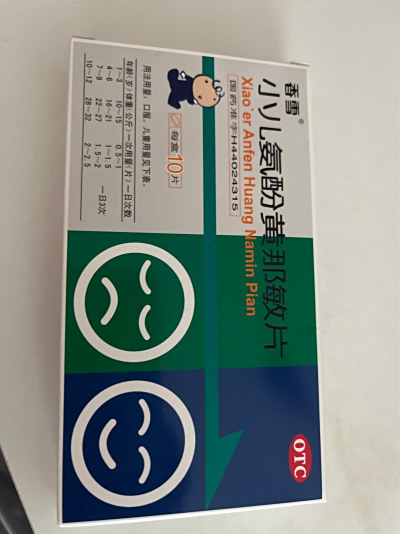 香雪®
小儿氨酚黄那敏片
Xiao er Anfen Huang Namin Pian
国药准字H44024315
每盒10片
用法用量：口服。儿童用量见下表。
年龄(岁) 体重(公斤) 一次用量(片) 一日次数
1~3 10~15 0.5~1
4~6 16~21 1~1.5
7~9 22~27 1.5~2 一日3次
10~12 28~32 2~2.5
OTC